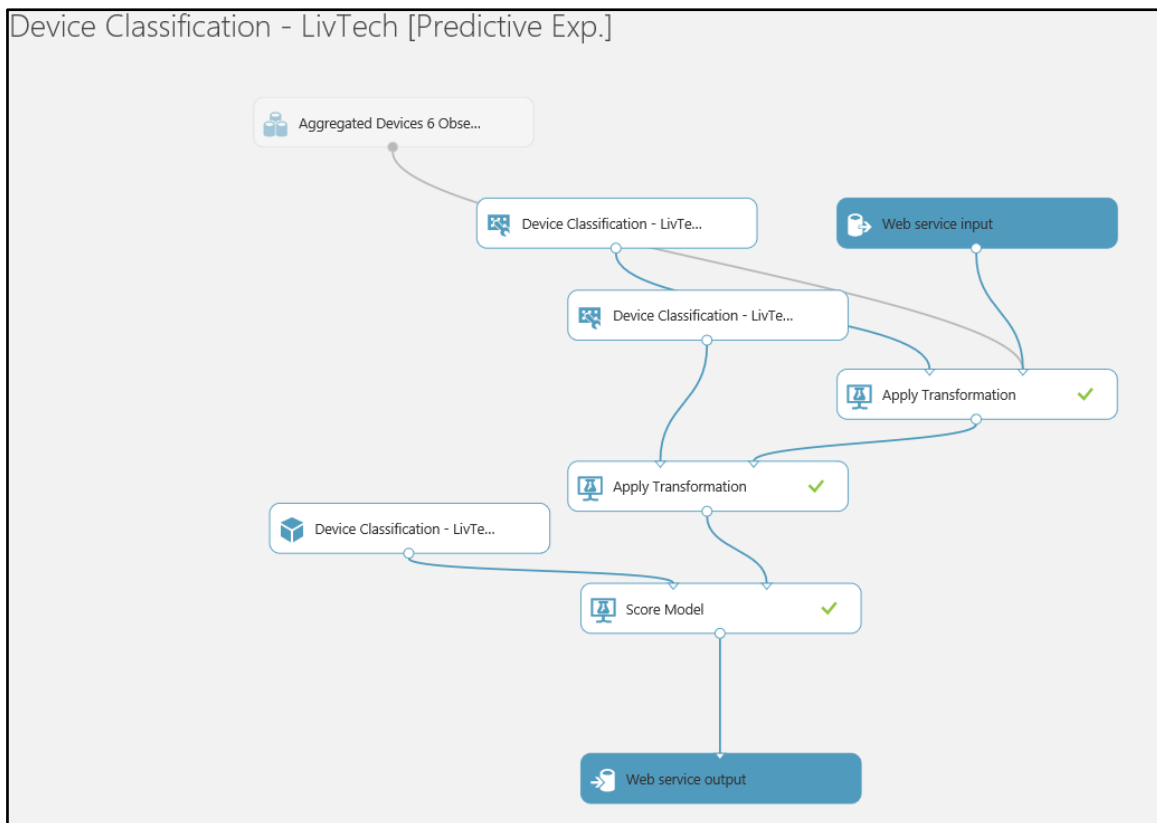 Device Classification - LivTech [Predictive Exp.]
Aggregated Devices 6 Obse...
Device Classification - LivTe...
Web service input
Device Classification - LivTe...
Apply Transformation
Apply Transformation
Device Classification - LivTe...
Score Model
Web service output